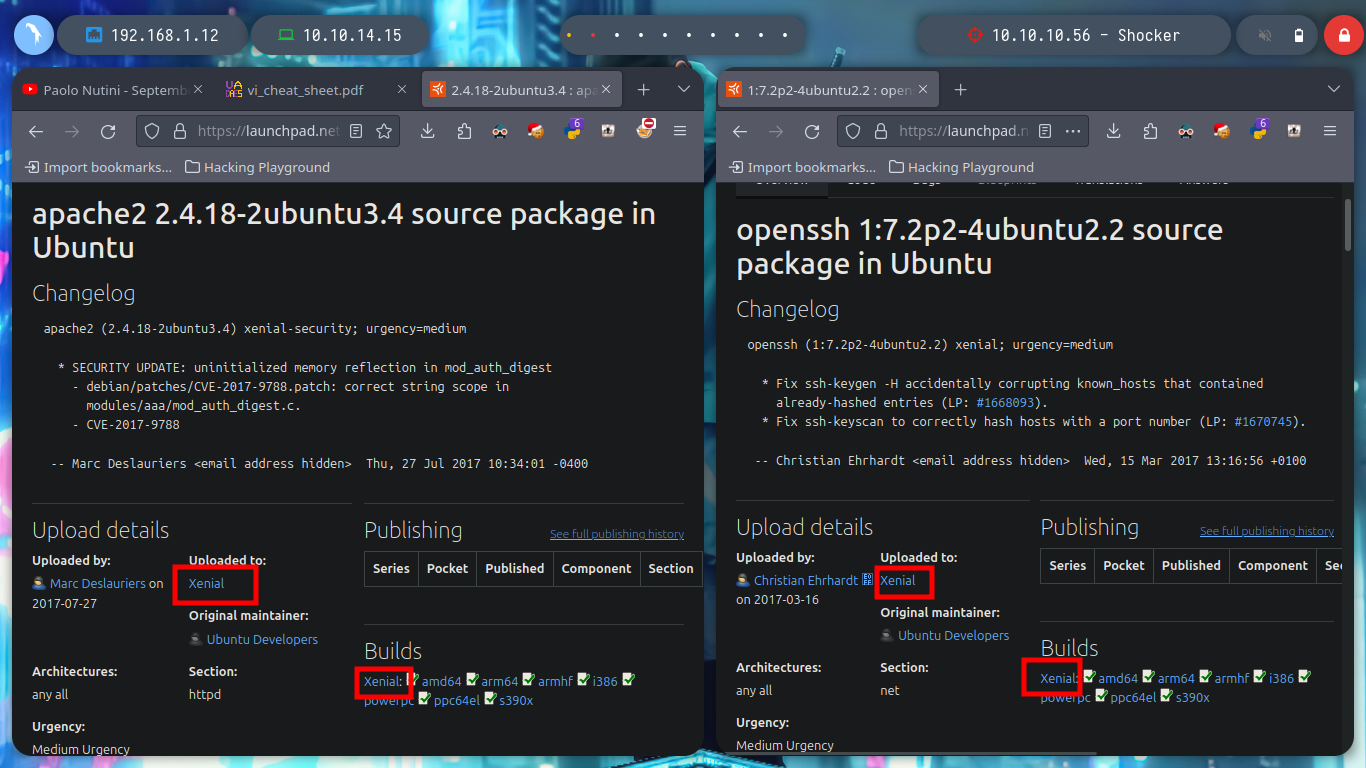 192.168.1.12
10.10.14.15
10.10.10.56 - Shocker
Paolo Nutini - Septemb
vi_cheat_sheet.pdf
2.4.18-2ubuntu3.4 : apa
https://launchpad.net
Import bookmarks...
Hacking Playground
apache2 2.4.18-2ubuntu3.4 source package in
Ubuntu
Changelog
apache2 (2.4.18-2ubuntu3.4) xenial-security; urgency=medium
* SECURITY UPDATE: uninitialized memory reflection in mod_auth_digest
- debian/patches/CVE-2017-9788.patch: correct string scope in
modules/aaa/mod_auth_digest.c.
- CVE-2017-9788
-- Marc Deslauriers <email address hidden>  Thu, 27 Jul 2017 10:34:01 -0400
Upload details
Uploaded by:
Marc Deslauriers on
2017-07-27
Uploaded to:
Xenial
Original maintainer:
Ubuntu Developers
Architectures:
any all
Section:
httpd
Urgency:
Medium Urgency
Publishing
See full publishing history
Series Pocket Published Component Section
Builds
Xenial: amd64 arm64 armhf i386
powerpc ppc64el s390x
1:7.2p2-4ubuntu2.2 : open
https://launchpad.n
6
6
Import bookmarks...
Hacking Playground
Overview
openssh 1:7.2p2-4ubuntu2.2 source
package in Ubuntu
Changelog
openssh (1:7.2p2-4ubuntu2.2) xenial; urgency=medium
* Fix ssh-keygen -H accidentally corrupting known_hosts that contained
already-hashed entries (LP: #1668093).
* Fix ssh-keyscan to correctly hash hosts with a port number (LP: #1670745).
-- Christian Ehrhardt <email address hidden>  Wed, 15 Mar 2017 13:16:56 +0100
Upload details
Uploaded by:
Christian Ehrhardt
on 2017-03-16
Uploaded to:
Xenial
Original maintainer:
Ubuntu Developers
Architectures:
any all
Section:
net
Urgency:
Medium Urgency
Publishing
See full publishing history
Series Pocket Published Component Sec
Builds
Xenial: amd64 arm64 armhf i386
powerpc ppc64el s390x